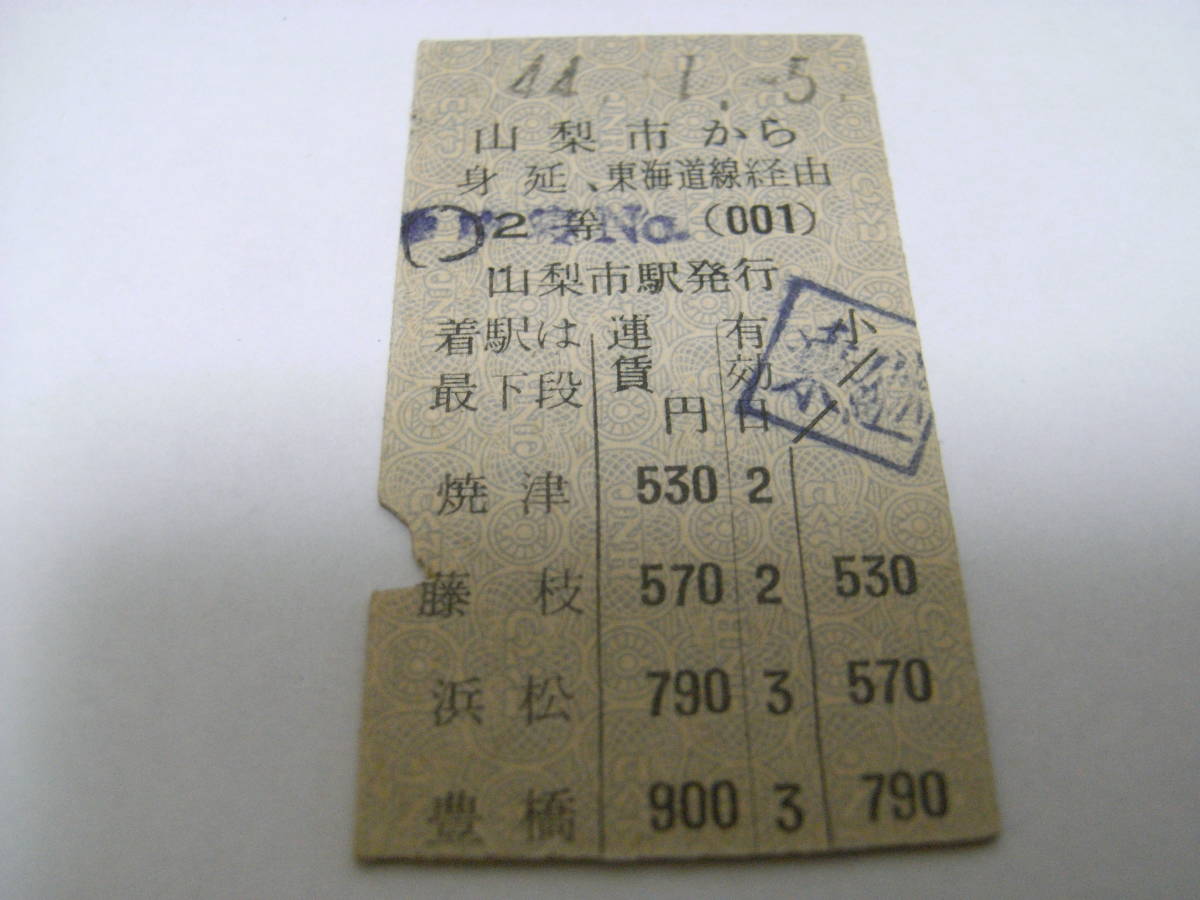 44. 1. -5.
山梨市から
身延、東海道線経由
( ) 2等 No. (001)
山梨市駅発行
着駅は 運賃 有効 小
最下段 円 日
焼津 530 2
藤枝 570 2 530
浜松 790 3 570
豊橋 900 3 790